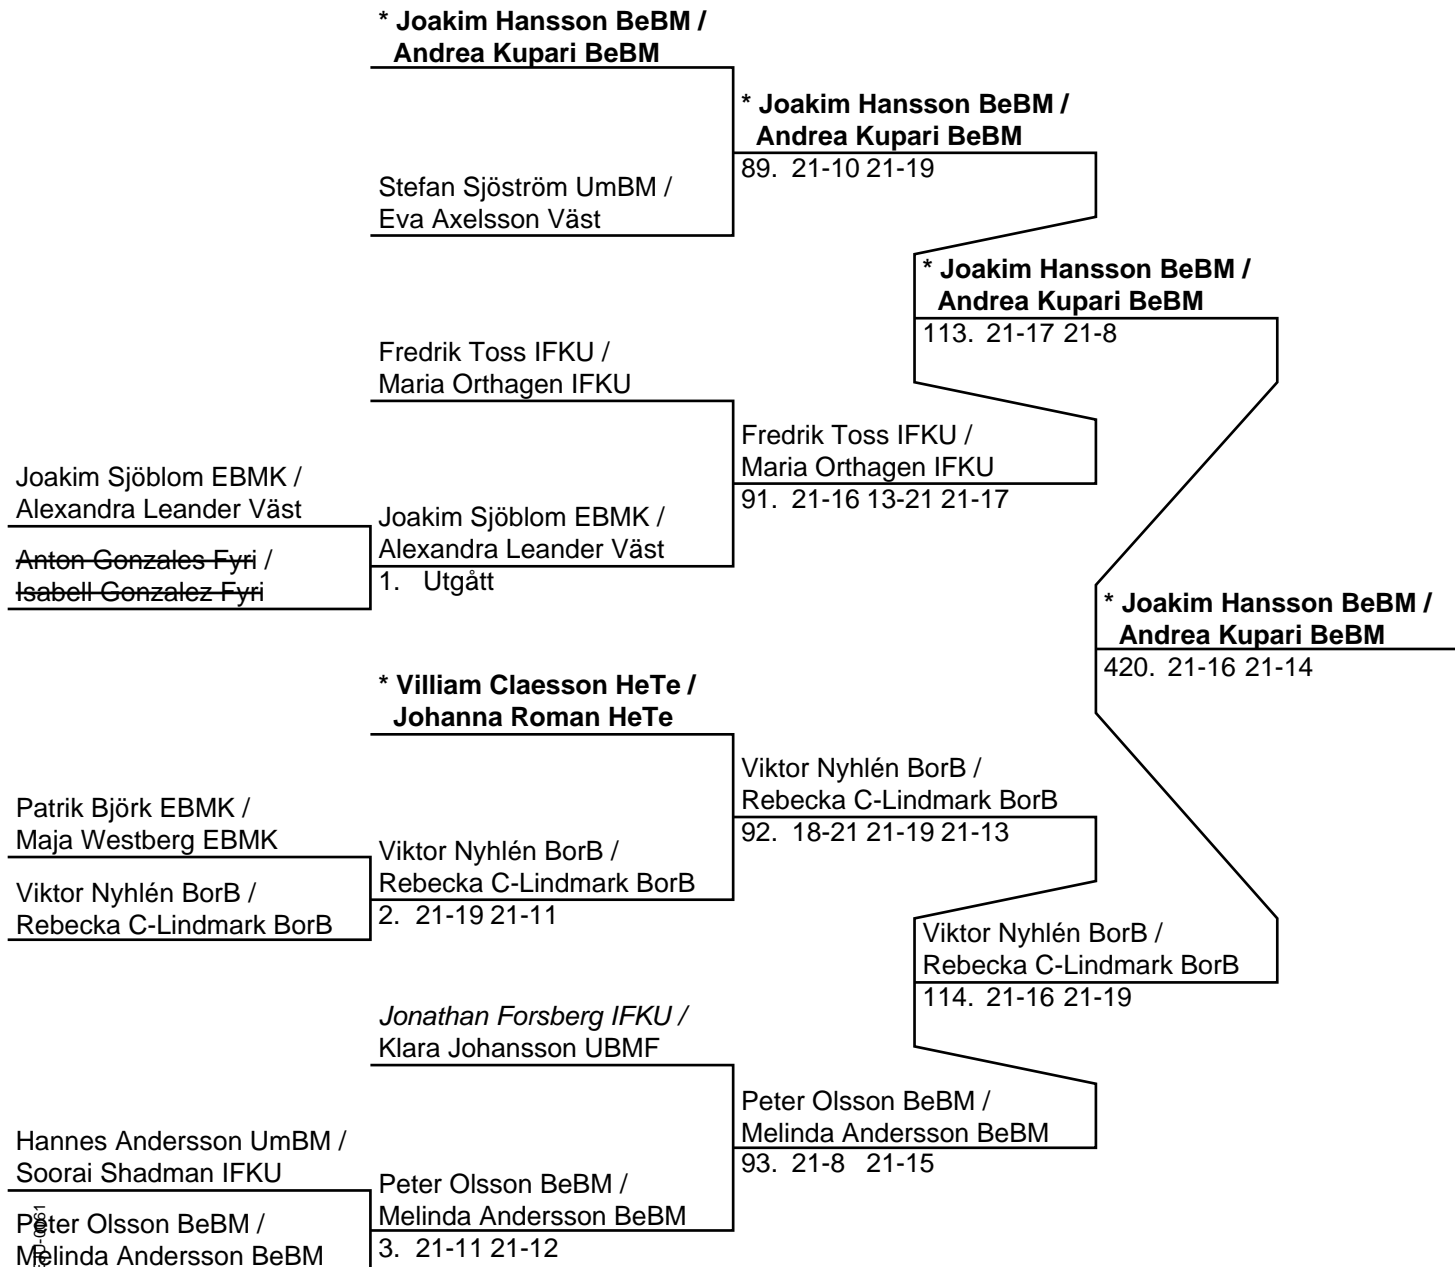 * Joakim Hansson BeBM /
Andrea Kupari BeBM
* Joakim Hansson BeBM /
Andrea Kupari BeBM
89. 21-10 21-19
Stefan Sjöström UmBM /
Eva Axelsson Väst
* Joakim Hansson BeBM /
Andrea Kupari BeBM
113. 21-17 21-8
Fredrik Toss IFKU /
Maria Orthagen IFKU
Fredrik Toss IFKU /
Maria Orthagen IFKU
91. 21-16 13-21 21-17
Joakim Sjöblom EBMK /
Alexandra Leander Väst
Joakim Sjöblom EBMK /
Alexandra Leander Väst
1. Utgått
Anton Gonzales Fyri /
Isabell Gonzalez Fyri
* Joakim Hansson BeBM /
Andrea Kupari BeBM
420. 21-16 21-14
* Villiam Claesson HeTe /
Johanna Roman HeTe
Viktor Nyhlén BorB /
Rebecka C-Lindmark BorB
92. 18-21 21-19 21-13
Patrik Björk EBMK /
Maja Westberg EBMK
Viktor Nyhlén BorB /
Rebecka C-Lindmark BorB
2. 21-19 21-11
Viktor Nyhlén BorB /
Rebecka C-Lindmark BorB
Viktor Nyhlén BorB /
Rebecka C-Lindmark BorB
114. 21-16 21-19
Jonathan Forsberg IFKU /
Klara Johansson UBMF
Peter Olsson BeBM /
Melinda Andersson BeBM
93. 21-8 21-15
Hannes Andersson UmBM /
Soorai Shadman IFKU
Peter Olsson BeBM /
Melinda Andersson BeBM
3. 21-11 21-12
Peter Olsson BeBM /
Melinda Andersson BeBM